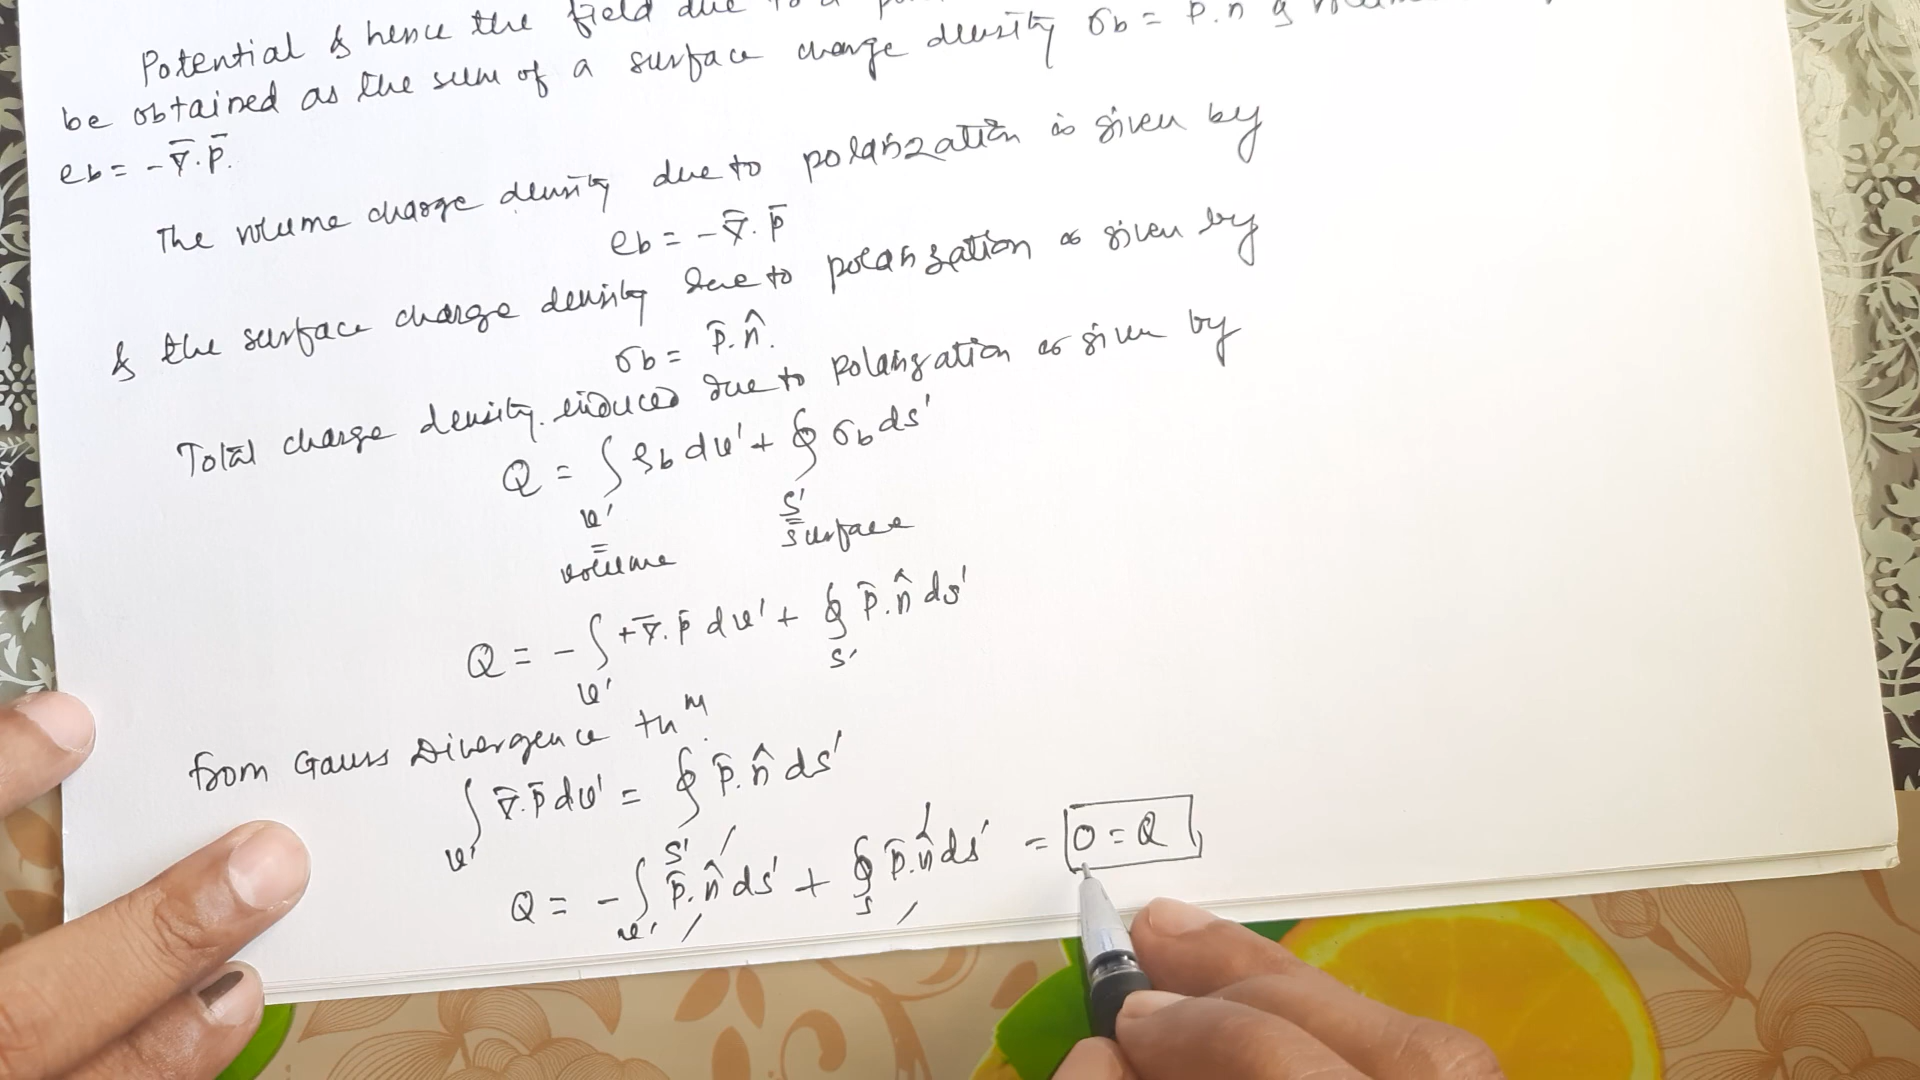 Potential & hence the field due to a
be obtained as the sum of a surface charge density σb = p̄.n &
ρb = -∇̄.p̄.
The volume charge density due to polarization is given by
ρb = -∇̄.p̄
& the surface charge density due to polarization is given by
σb = p̄.n̂.
Total charge density induced due to polarization is given by
Q = ∫ ρb dv' + ∮ σb ds'
v' S'
volume surface
Q = - ∫ +∇̄.p̄ dv' + ∮ p̄.n̂ ds'
v' S'
from Gauss Divergence thm.
∫ ∇̄.p̄ dv' = ∮ p̄.n̂ ds'
v' S'
Q = - ∫ p̄.n̂ ds' + ∮ p̄.n̂ ds' = 0 = Q
v' S